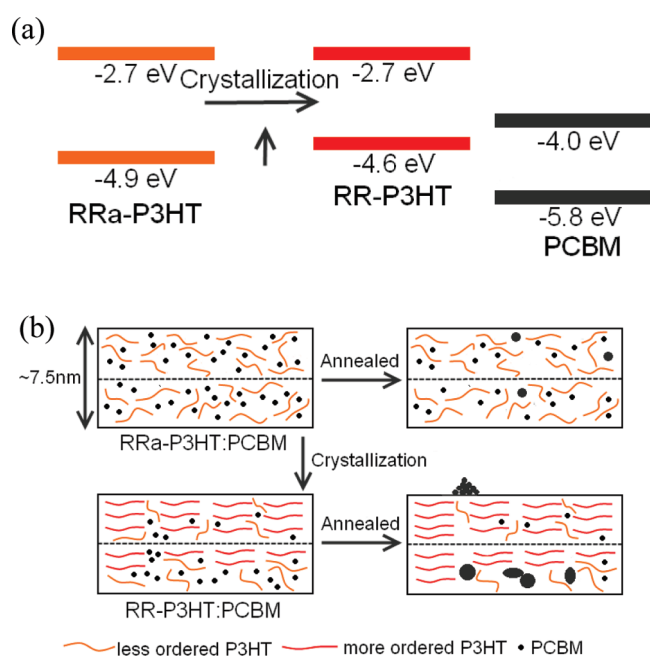 (a)
-2.7 eV
Crystallization
-2.7 eV
-4.0 eV
-4.9 eV
-4.6 eV
RRa-P3HT
RR-P3HT
-5.8 eV
PCBM
(b)
~7.5nm
Annealed
RRa-P3HT:PCBM
Crystallization
Annealed
RR-P3HT:PCBM
less ordered P3HT
more ordered P3HT
PCBM